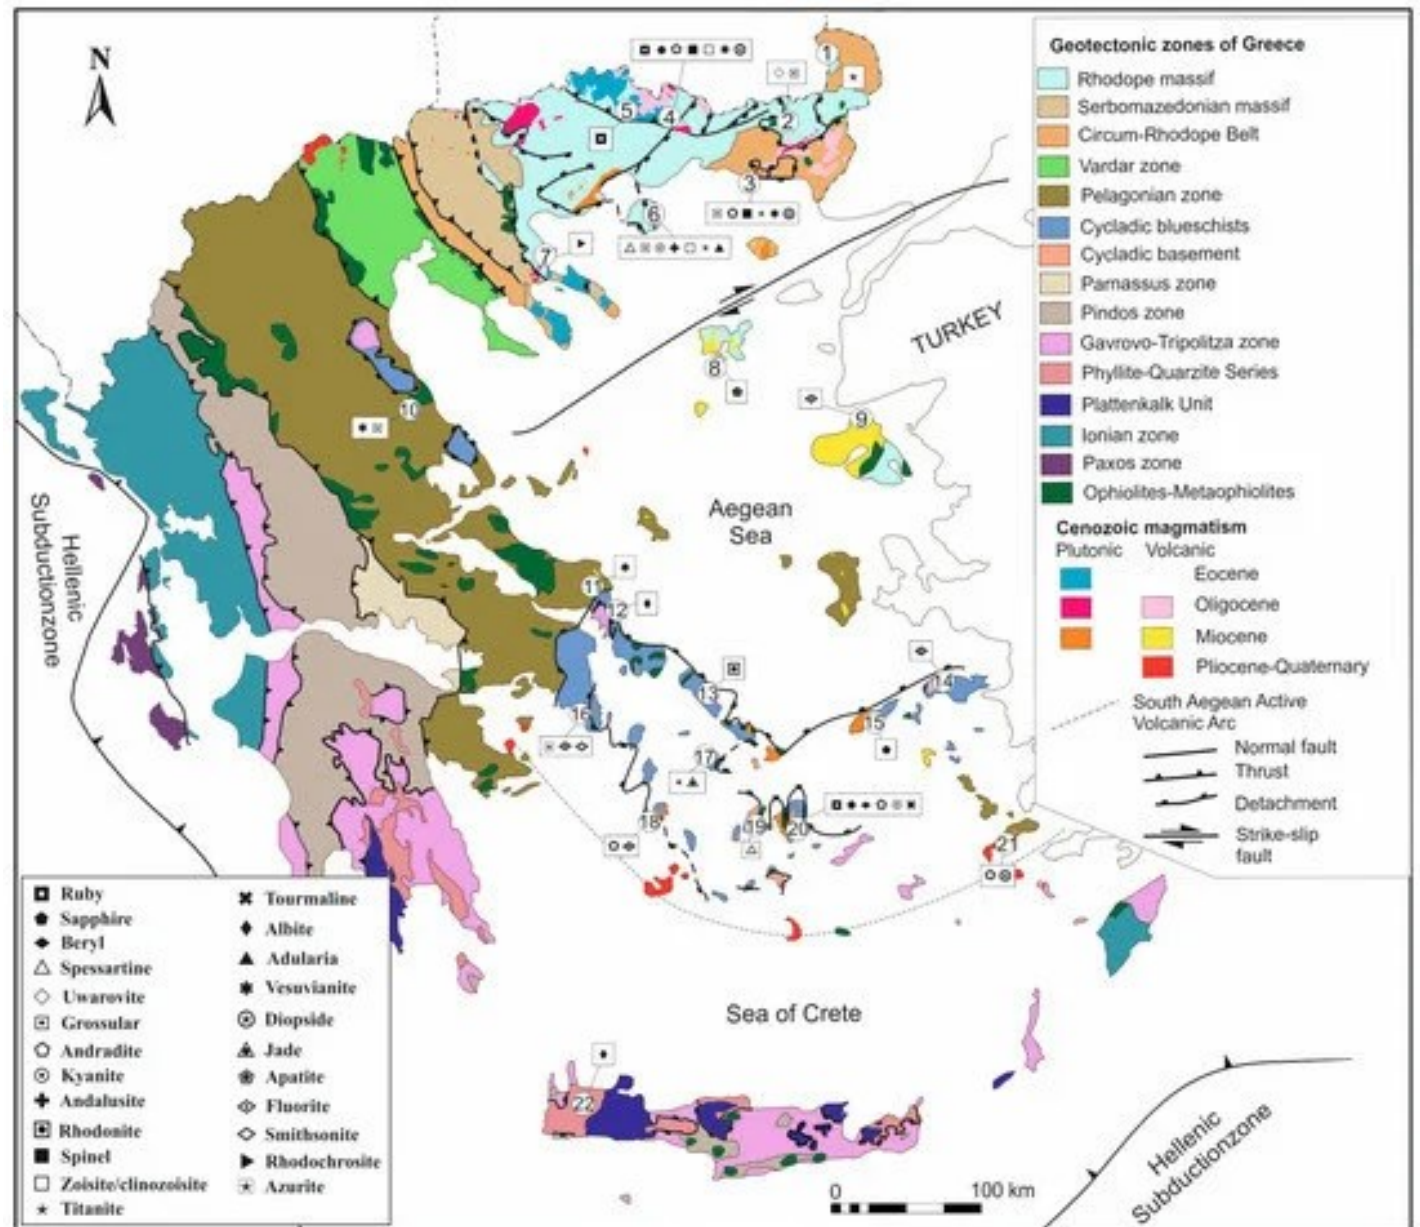 N
1
5
4
2
3
6
7
TURKEY
8
9
10
Aegean
Sea
Hellenic
Subductionzone
11
12
13
14
16
15
17
18
19
20
21
Sea of Crete
22
0 100 km
Hellenic
Subductionzone
Geotectonic zones of Greece
Rhodope massif
Serbomazedonian massif
Circum-Rhodope Belt
Vardar zone
Pelagonian zone
Cycladic blueschists
Cycladic basement
Parnassus zone
Pindos zone
Gavrovo-Tripolitza zone
Phyllite-Quarzite Series
Plattenkalk Unit
Ionian zone
Paxos zone
Ophiolites-Metaophiolites
Cenozoic magmatism
Plutonic Volcanic
Eocene
Oligocene
Miocene
Pliocene-Quaternary
South Aegean Active
Volcanic Arc
Normal fault
Thrust
Detachment
Strike-slip
fault
Ruby
Sapphire
Beryl
Spessartine
Uwarovite
Grossular
Andradite
Kyanite
Andalusite
Rhodonite
Spinel
Zoisite/clinozoisite
Titanite
Tourmaline
Albite
Adularia
Vesuvianite
Diopside
Jade
Apatite
Fluorite
Smithsonite
Rhodochrosite
Azurite